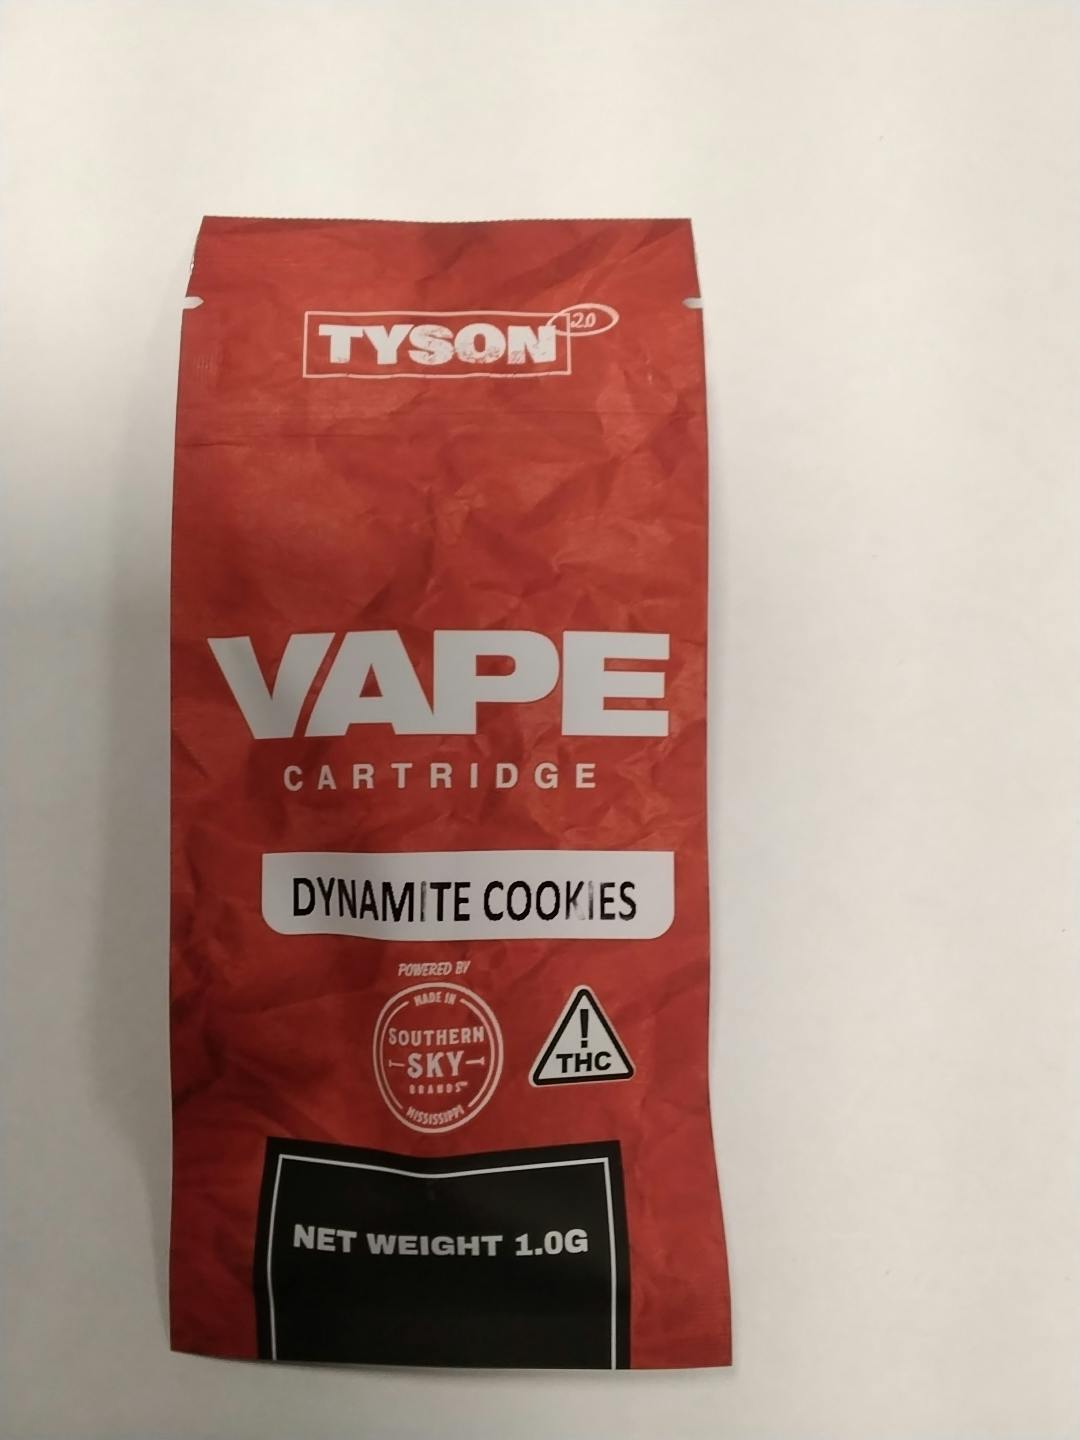 TYSON 2.0
VAPE
CARTRIDGE
DYNAMITE COOKIES
POWERED BY
MADE IN
SOUTHERN
SKY
BRANDS™
MISSISSIPPI
!
THC
NET WEIGHT 1.0G